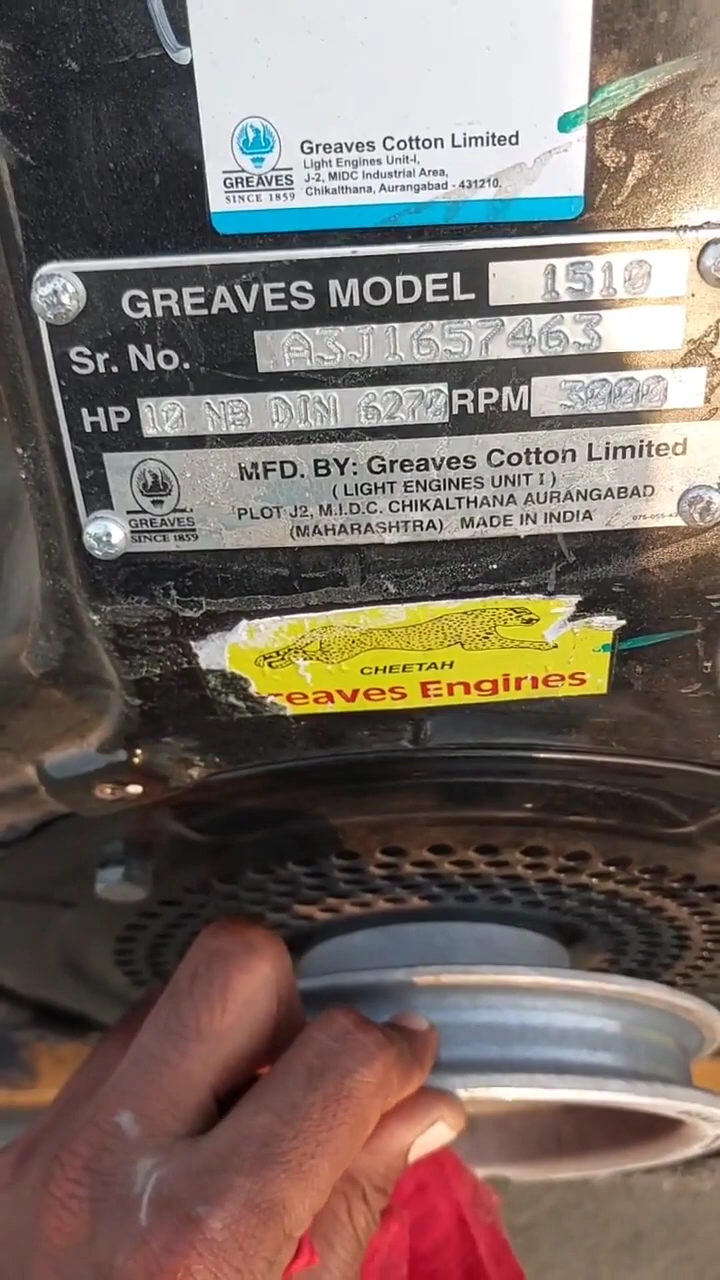 GREAVES
SINCE 1859
Greaves Cotton Limited
Light Engines Unit-I,
J-2, MIDC Industrial Area,
Chikalthana, Aurangabad - 431210.
GREAVES MODEL 1510
Sr. No. A3J1657463
HP 10 NB DIN 6270 RPM 3000
GREAVES
SINCE 1859
MFD. BY: Greaves Cotton Limited
( LIGHT ENGINES UNIT I )
PLOT J2, M.I.D.C. CHIKALTHANA AURANGABAD
(MAHARASHTRA) MADE IN INDIA
CHEETAH
reaves Engines